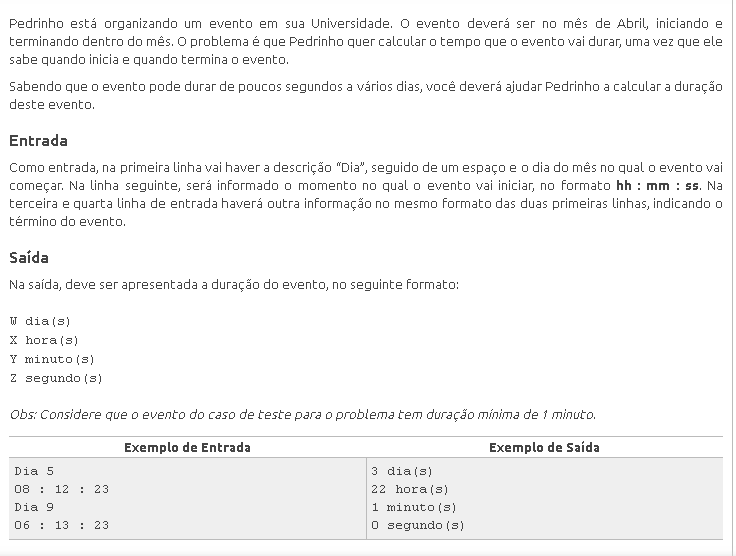 Pedrinho está organizando um evento em sua Universidade. O evento deverá ser no mês de Abril, iniciando e
terminando dentro do mês. O problema é que Pedrinho quer calcular o tempo que o evento vai durar, uma vez que ele
sabe quando inicia e quando termina o evento.
Sabendo que o evento pode durar de poucos segundos a vários dias, você deverá ajudar Pedrinho a calcular a duração
deste evento.
Entrada
Como entrada, na primeira linha vai haver a descrição “Dia”, seguido de um espaço e o dia do mês no qual o evento vai
começar. Na linha seguinte, será informado o momento no qual o evento vai iniciar, no formato hh : mm : ss. Na
terceira e quarta linha de entrada haverá outra informação no mesmo formato das duas primeiras linhas, indicando o
término do evento.
Saída
Na saída, deve ser apresentada a duração do evento, no seguinte formato:
W dia(s)
X hora(s)
Y minuto(s)
Z segundo(s)
Obs: Considere que o evento do caso de teste para o problema tem duração mínima de 1 minuto.
Exemplo de Entrada Exemplo de Saída
Dia 5 3 dia(s)
08 : 12 : 23 22 hora(s)
Dia 9 1 minuto(s)
06 : 13 : 23 0 segundo(s)